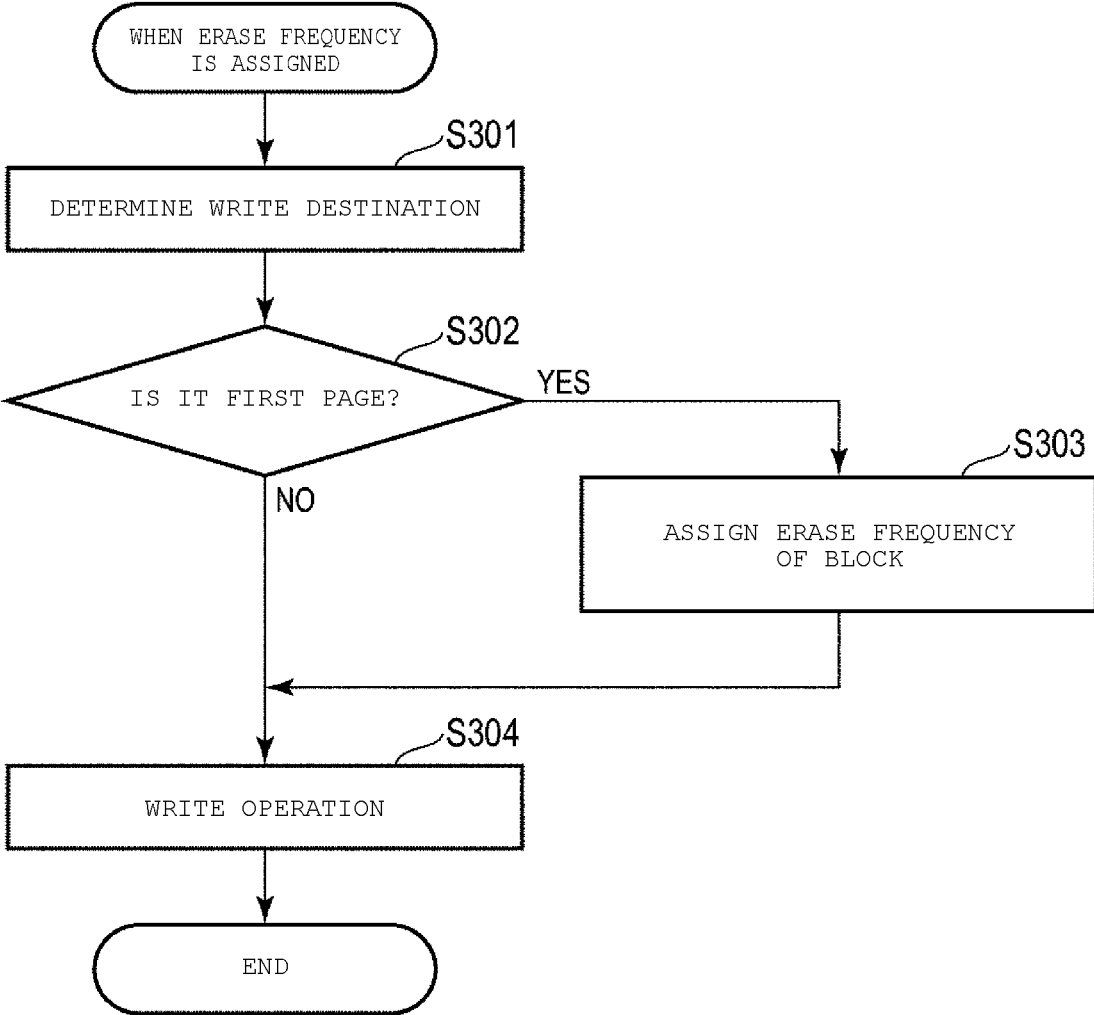 WHEN ERASE FREQUENCY
IS ASSIGNED
S301
DETERMINE WRITE DESTINATION
S302
IS IT FIRST PAGE?
YES
S303
NO
ASSIGN ERASE FREQUENCY
OF BLOCK
S304
WRITE OPERATION
END